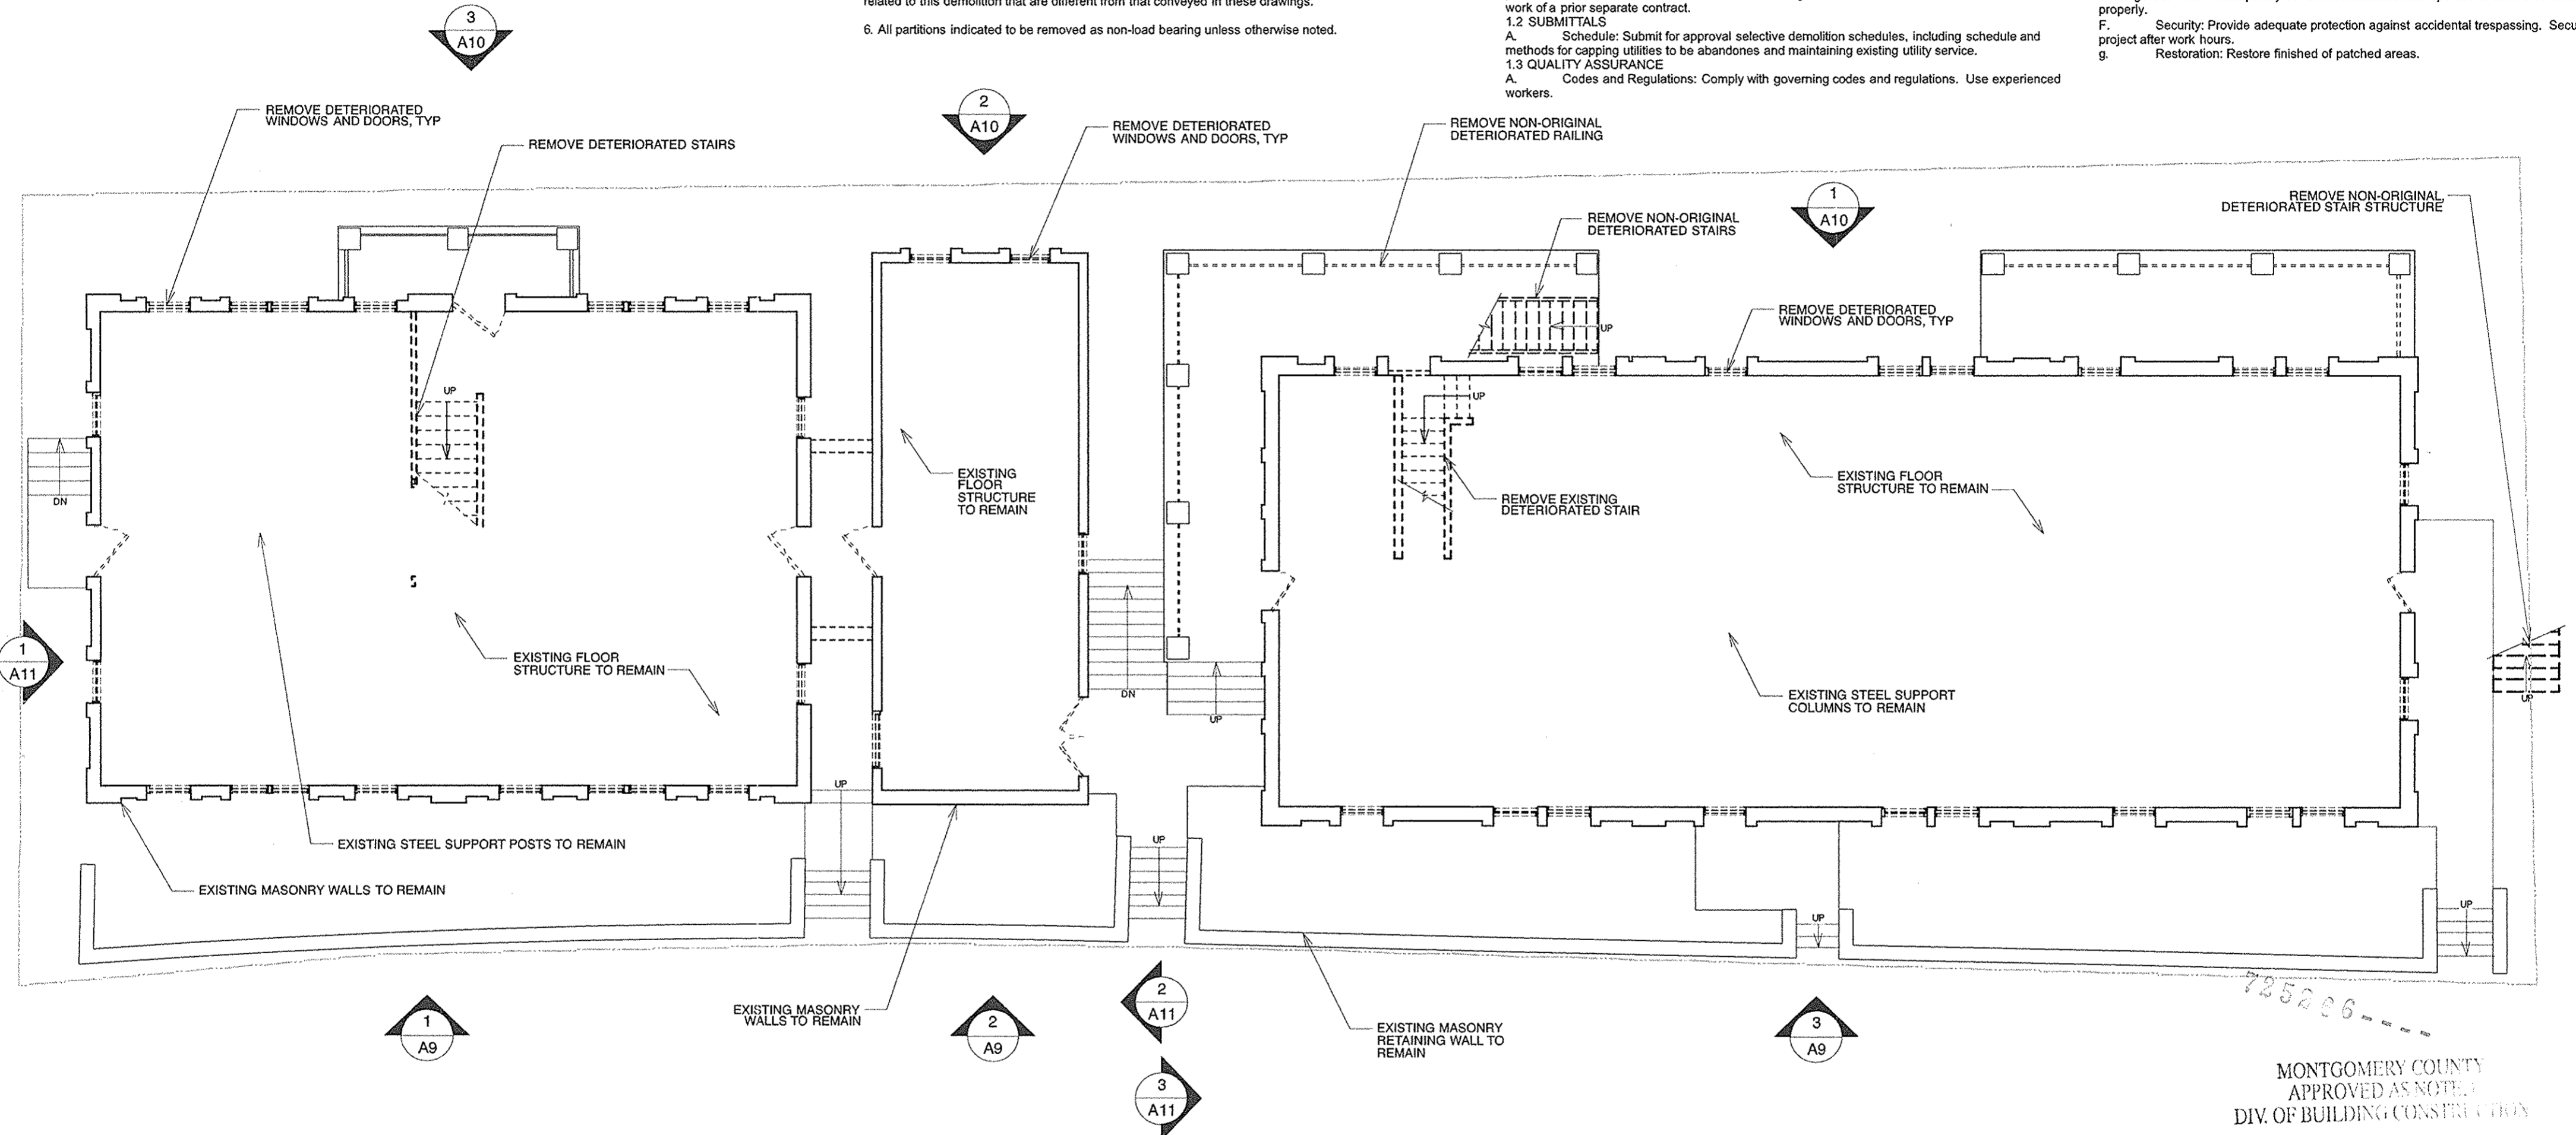 related to this demolition that are different from that conveyed in these drawings.
6. All partitions indicated to be removed as non-load bearing unless otherwise noted.
work of a prior separate contract.
1.2 SUBMITTALS
A. Schedule: Submit for approval selective demolition schedules, including schedule and
methods for capping utilities to be abandones and maintaining existing utility service.
1.3 QUALITY ASSURANCE
A. Codes and Regulations: Comply with governing codes and regulations. Use experienced
workers.
properly.
F. Security: Provide adequate protection against accidental trespassing. Secu
project after work hours.
g. Restoration: Restore finished of patched areas.
3
A10
2
A10
1
A10
REMOVE DETERIORATED
WINDOWS AND DOORS, TYP
REMOVE DETERIORATED STAIRS
REMOVE DETERIORATED
WINDOWS AND DOORS, TYP
REMOVE NON-ORIGINAL
DETERIORATED RAILING
REMOVE NON-ORIGINAL
DETERIORATED STAIRS
REMOVE NON-ORIGINAL,
DETERIORATED STAIR STRUCTURE
REMOVE DETERIORATED
WINDOWS AND DOORS, TYP
UP
UP
UP
DN
EXISTING
FLOOR
STRUCTURE
TO REMAIN
REMOVE EXISTING
DETERIORATED STAIR
EXISTING FLOOR
STRUCTURE TO REMAIN
1
A11
EXISTING FLOOR
STRUCTURE TO REMAIN
DN
UP
EXISTING STEEL SUPPORT
COLUMNS TO REMAIN
UP
UP
UP
UP
UP
EXISTING STEEL SUPPORT POSTS TO REMAIN
EXISTING MASONRY WALLS TO REMAIN
EXISTING MASONRY
WALLS TO REMAIN
EXISTING MASONRY
RETAINING WALL TO
REMAIN
1
A9
2
A9
2
A11
3
A11
3
A9
MONTGOMERY COUNTY
APPROVED AS
DIV. OF BUILDING CONSTRUCTION